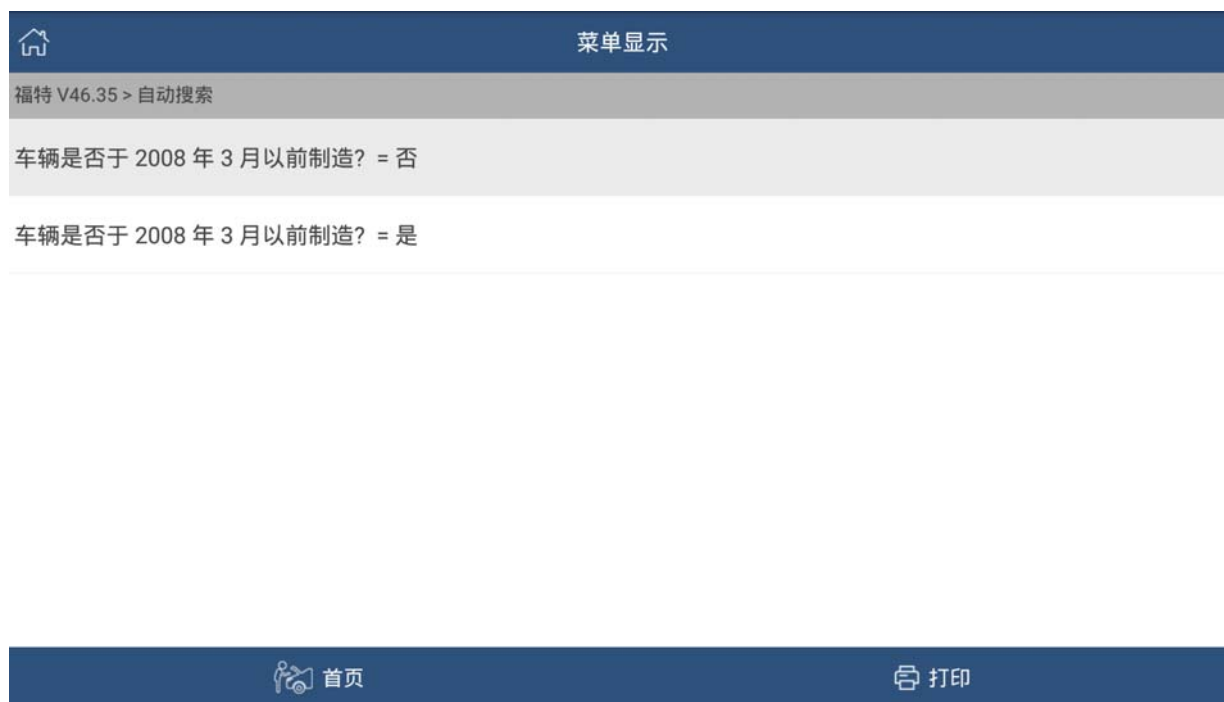 菜单显示
福特 V46.35 > 自动搜索
车辆是否于 2008 年 3 月以前制造? = 否
车辆是否于 2008 年 3 月以前制造? = 是
首页
打印